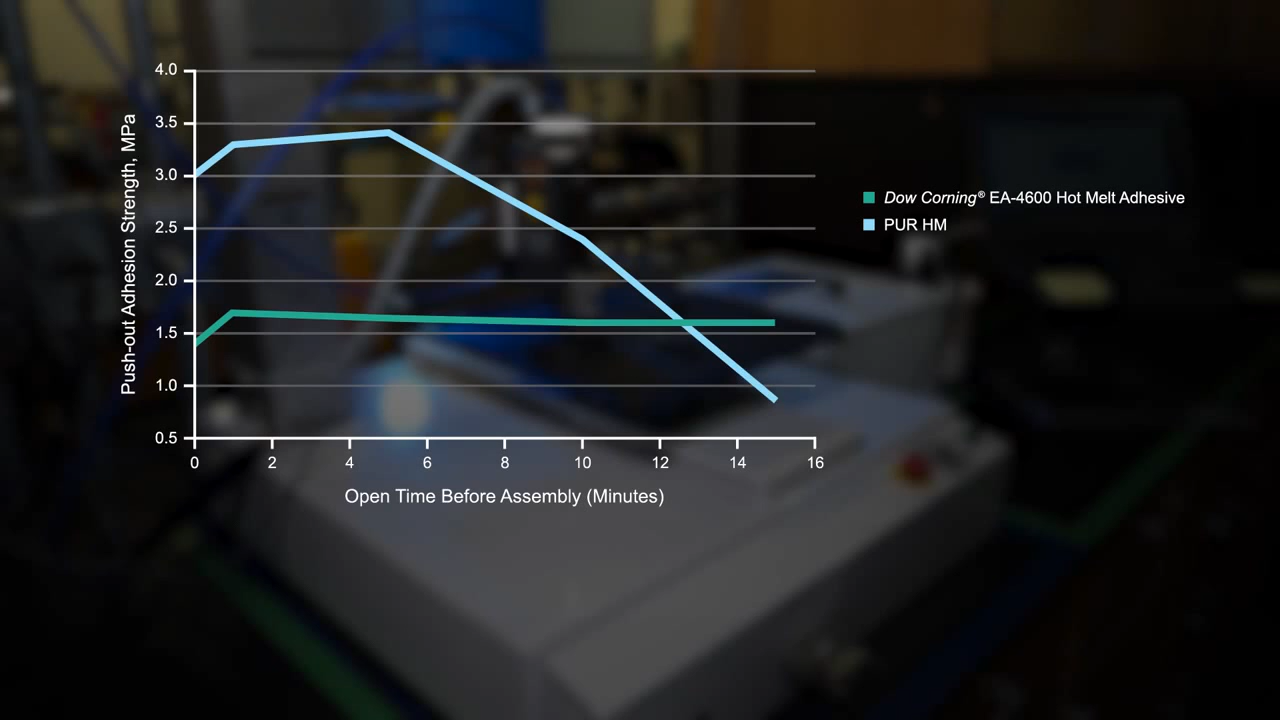 4.0
3.5
3.0
2.5
2.0
1.5
1.0
0.5
Push-out Adhesion Strength, MPa
0 2 4 6 8 10 12 14 16
Open Time Before Assembly (Minutes)
Dow Corning® EA-4600 Hot Melt Adhesive
PUR HM